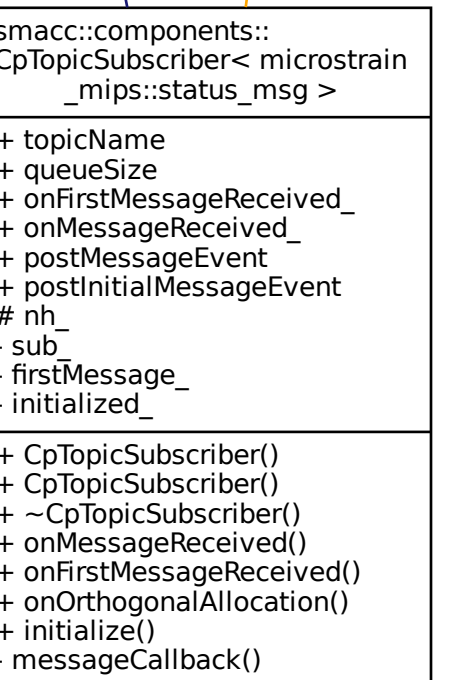 smacc::components::
CpTopicSubscriber< microstrain
_mips::status_msg >
+ topicName
+ queueSize
+ onFirstMessageReceived_
+ onMessageReceived_
+ postMessageEvent
+ postInitialMessageEvent
# nh_
- sub_
- firstMessage_
- initialized_
+ CpTopicSubscriber()
+ CpTopicSubscriber()
+ ~CpTopicSubscriber()
+ onMessageReceived()
+ onFirstMessageReceived()
+ onOrthogonalAllocation()
+ initialize()
- messageCallback()